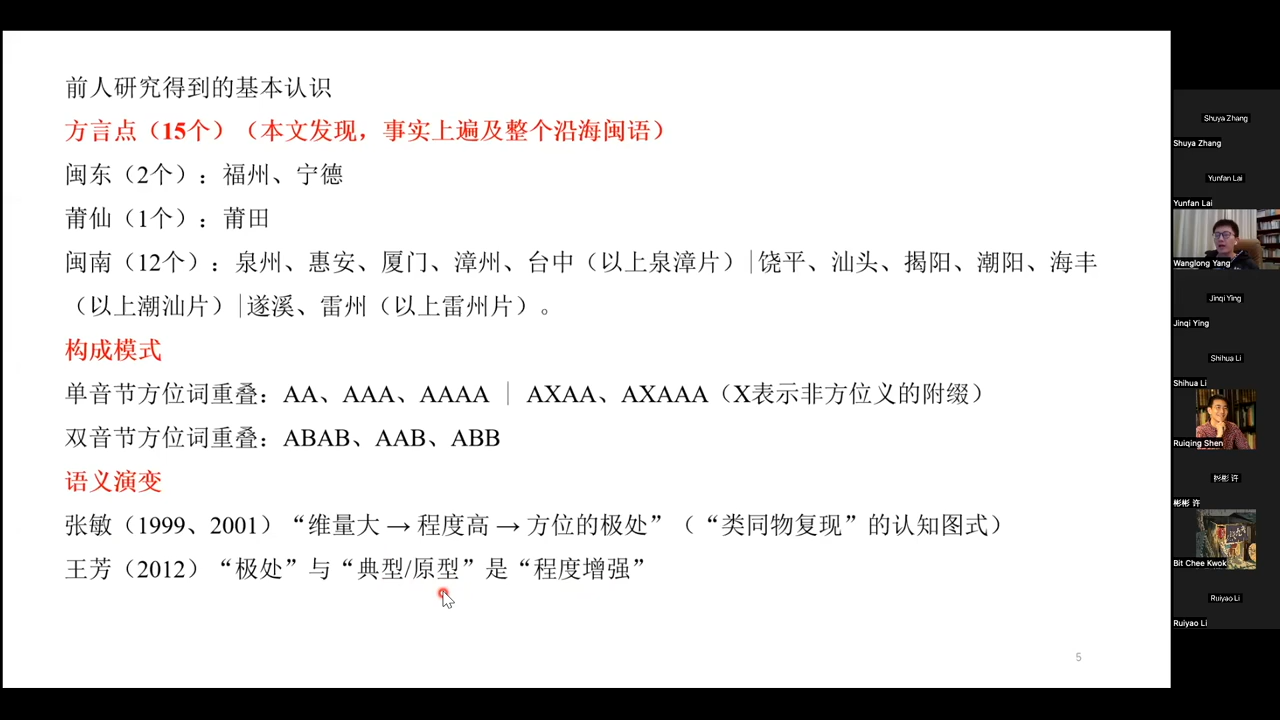 前人研究得到的基本认识
方言点（15个）（本文发现，事实上遍及整个沿海闽语）
闽东（2个）：福州、宁德
莆仙（1个）：莆田
闽南（12个）：泉州、惠安、厦门、漳州、台中（以上泉漳片）|饶平、汕头、揭阳、潮阳、海丰
（以上潮汕片）|遂溪、雷州（以上雷州片）。
构成模式
单音节方位词重叠：AA、AAA、AAAA | AXAA、AXAAA（X表示非方位义的附缀）
双音节方位词重叠：ABAB、AAB、ABB
语义演变
张敏（1999、2001）“维量大→程度高→方位的极处”（“类同物复现”的认知图式）
王芳（2012）“极处”与“典型/原型”是“程度增强”
5
Shuya Zhang
Shuya Zhang
Yunfan Lai
Yunfan Lai
Wanglong Yang
Jinqi Ying
Jinqi Ying
Shihua Li
Shihua Li
Ruiqing Shen
彬彬 许
彬彬 许
Bit Chee Kwok
Ruiyao Li
Ruiyao Li